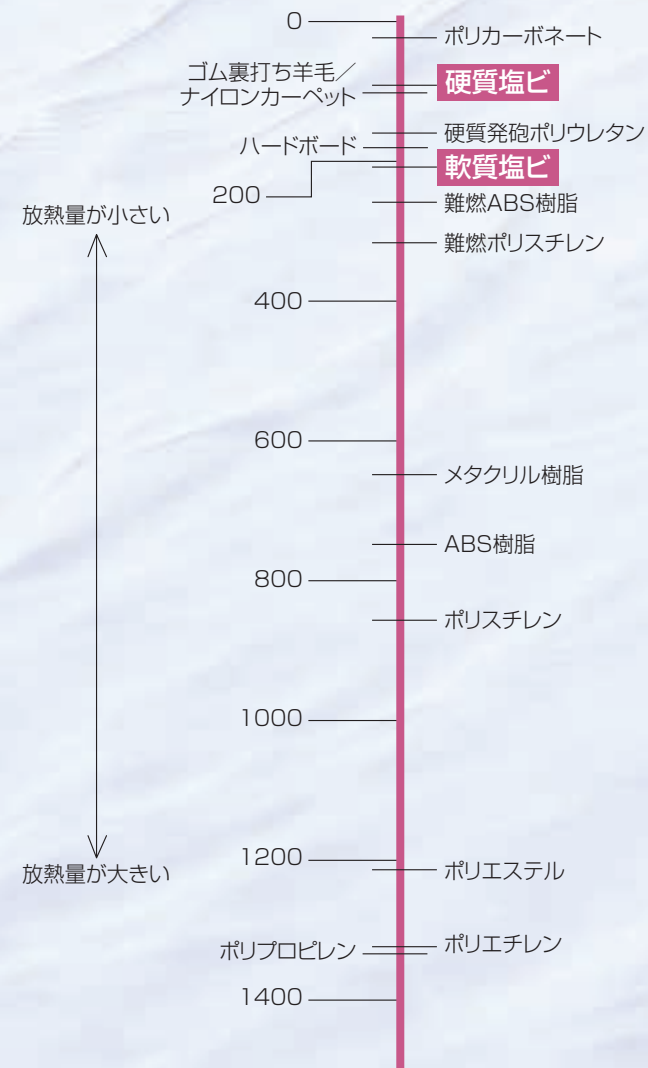 0
ポリカーボネート
ゴム裏打ち羊毛／
ナイロンカーペット
硬質塩ビ
硬質発砲ポリウレタン
ハードボード
軟質塩ビ
200
難燃ABS樹脂
放熱量が小さい
難燃ポリスチレン
400
600
メタクリル樹脂
ABS樹脂
800
ポリスチレン
1000
1200
ポリエステル
放熱量が大きい
ポリプロピレン
ポリエチレン
1400